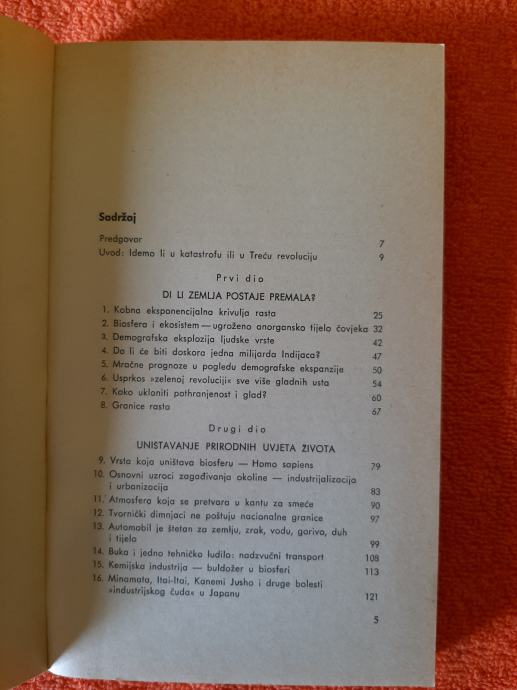 Sadržaj
Predgovor 7
Uvod: Idemo li u katastrofu ili u Treću revoluciju 9
Prvi dio
DI LI ZEMLJA POSTAJE PREMALA?
1. Kobna eksponencijalna krivulja rasta 25
2. Biosfera i ekosistem — ugroženo anorgansko tijelo čovjeka 32
3. Demografska eksplozija ljudske vrste 42
4. Da li će biti doskora jedna milijarda Indijaca? 47
5. Mračne prognoze u pogledu demografske ekspanzije 50
6. Usprkos »zelenoj revoluciji« sve više gladnih usta 54
7. Kako ukloniti pothranjenost i glad? 60
8. Granice rasta 67
Drugi dio
UNISTAVANJE PRIRODNIH UVJETA ŽIVOTA
9. Vrsta koja uništava biosferu — Homo sapiens 79
10. Osnovni uzroci zagađivanja okoline — industrijalizacija
i urbanizacija 83
11. Atmosfera koja se pretvara u kantu za smeće 90
12. Tvornički dimnjaci ne poštuju nacionalne granice 97
13. Automobil je štetan za zemlju, zrak, vodu, gorivo, duh
i tijelo 99
14. Buka i jedno tehničko ludilo: nadzvučni transport 108
15. Kemijska industrija — buldožer u biosferi 113
16. Minamata, Itai-Itai, Kanemi Jusho i druge bolesti
»industrijskog čuda« u Japanu 121
5